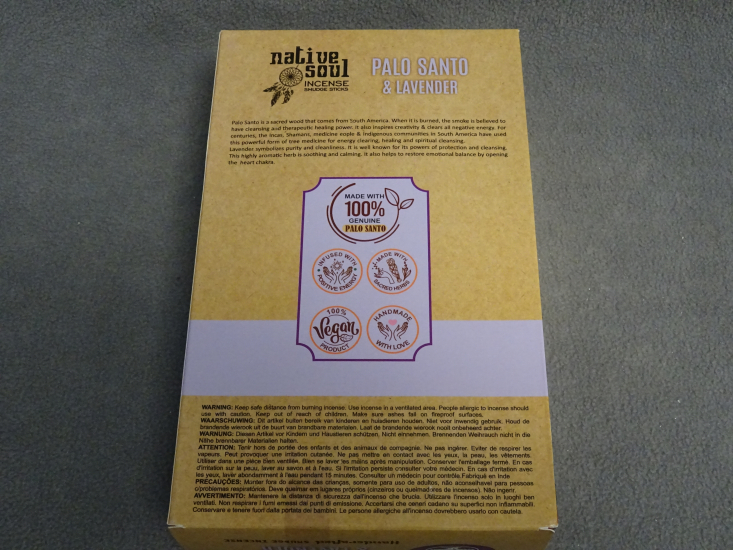 native
soul
INCENSE
SMUDGE STICKS
PALO SANTO
& LAVENDER
Palo Santo is a sacred wood that comes from South America. When it is burned, the smoke is believed to
have cleansing and therapeutic healing power. It also inspires creativity & clears all negative energy. For
centuries, the Incas, Shamans, medicine people & Indigenous communities in South America have used
this powerful form of tree medicine for energy clearing, healing and spiritual cleansing.
Lavender symbolizes purity and cleanliness. It is well known for its powers of protection and cleansing.
This highly aromatic herb is soothing and calming. It also helps to restore emotional balance by opening
the heart chakra.
MADE WITH
100%
GENUINE
PALO SANTO
INFUSED WITH
POSITIVE ENERGY
MADE WITH
SACRED HERBS
100%
Vegan
PRODUCT
HANDMADE
WITH LOVE
WARNING: Keep safe distance from burning incense. Use incense in a ventilated area. People allergic to incense should
use with caution. Keep out of reach of children. Make sure ashes fall on fireproof surfaces.
WAARSCHUWING: Dit artikel buiten bereik van kinderen en huisdieren houden. Niet voor inwendig gebruik. Houd de
brandende wierook uit de buurt van brandbare materialen. Laat de brandende wierook nooit onbeheerd achter.
WARNUNG: Diesen Artikel vor Kindern und Haustieren schützen. Nicht einnehmen. Brennenden Weihrauch nicht in die
Nähe brennbarer Materialien halten.
ATTENTION: Tenir hors de portée des enfants et des animaux de compagnie. Ne pas ingérer. Eviter de respirer les
vapeurs. Peut provoquer une irritation cutanée. Ne pas mettre en contact avec les yeux, la peau, les vêtements.
Utiliser dans une pièce bien ventilée. Bien se laver les mains après manipulation. Conserver l'emballage fermé. En cas
d'irritation sur la peau, laver au savon et à l'eau. Si l'irritation persiste consulter votre médecin. En cas d'irritation avec
les yeux, laver abondamment à l'eau pendant 15 minutes. Consulter un médecin pour contrôle.Fabriqué en Inde
PRECAUÇÕES: Manter fora do alcance das crianças, somente para uso de adultos, não aconselhavel para pessoas
c/problemas respiratórios. Deve queimar em lugares próprios (cinzeiros ou queimadores de incensos). Não ingerir.
AVVERTIMENTO: Mantenere la distanza di sicurezza dall'incenso che brucia. Utilizzare l'incenso solo in luoghi ben
ventilati. Non respirare i fumi emessi dai punti di emissione. Accertarsi che ceneri cadano su superfici non infiammabili.
Conservare a tenere fuori dalla portata dei bambini. Le persone allergiche all'incenso dovrebbero usarlo con cautela.